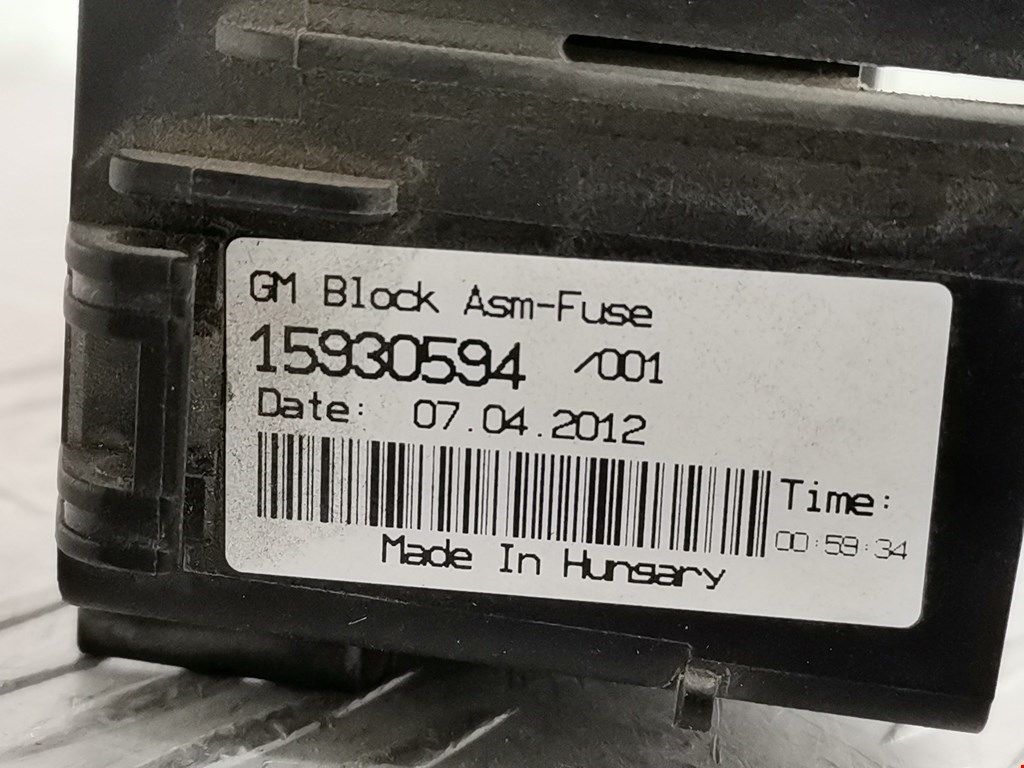 GM Block Asm-Fuse
15930594 /001
Date: 07.04.2012
Time:
00:59:34
Made In Hungary